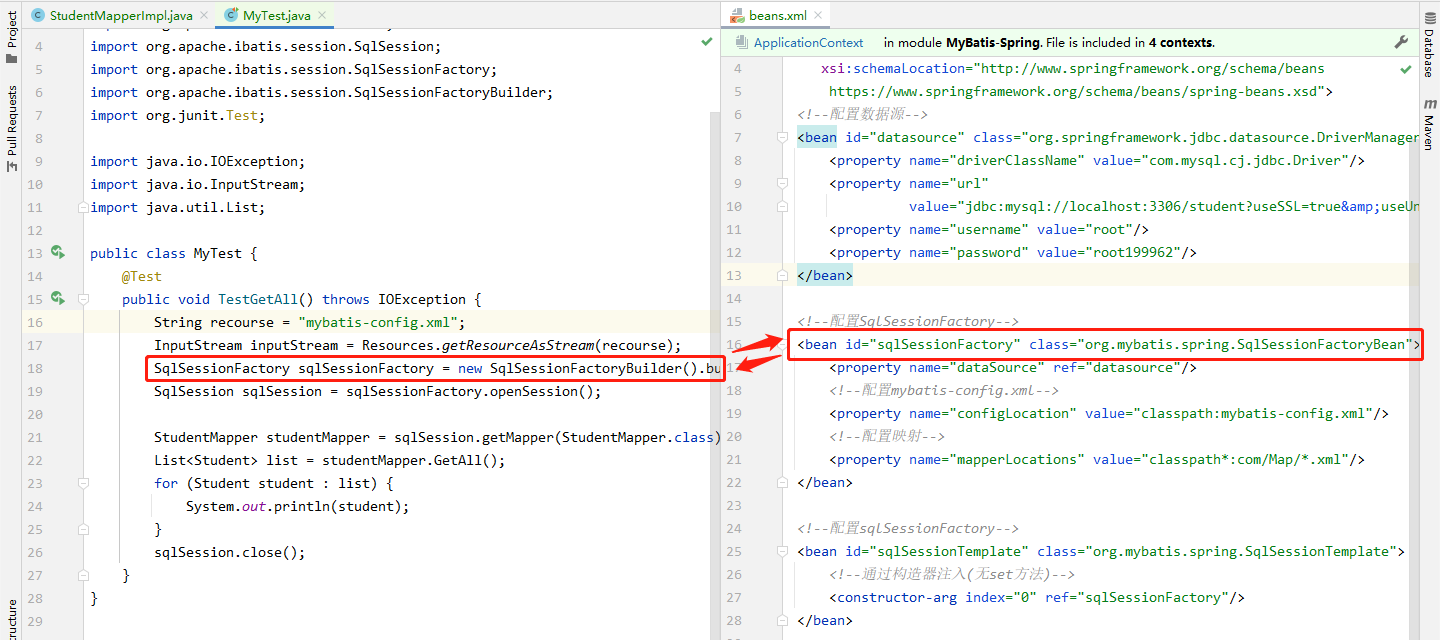 Project
Pull Requests
ructure
StudentMapperImpl.java
MyTest.java
4 import org.apache.ibatis.session.SqlSession;
5 import org.apache.ibatis.session.SqlSessionFactory;
6 import org.apache.ibatis.session.SqlSessionFactoryBuilder;
7 import org.junit.Test;
8
9 import java.io.IOException;
10 import java.io.InputStream;
11 import java.util.List;
12
13 public class MyTest {
14 @Test
15 public void TestGetAll() throws IOException {
16 String recourse = "mybatis-config.xml";
17 InputStream inputStream = Resources.getResourceAsStream(recourse);
18 SqlSessionFactory sqlSessionFactory = new SqlSessionFactoryBuilder().bu
19 SqlSession sqlSession = sqlSessionFactory.openSession();
20
21 StudentMapper studentMapper = sqlSession.getMapper(StudentMapper.class)
22 List<Student> list = studentMapper.GetAll();
23 for (Student student : list) {
24 System.out.println(student);
25 }
26 sqlSession.close();
27 }
28 }
29
beans.xml
ApplicationContext in module MyBatis-Spring. File is included in 4 contexts.
4 xsi:schemaLocation="http://www.springframework.org/schema/beans
5 https://www.springframework.org/schema/beans/spring-beans.xsd">
6 <!--配置数据源-->
7 <bean id="datasource" class="org.springframework.jdbc.datasource.DriverManager
8 <property name="driverClassName" value="com.mysql.cj.jdbc.Driver"/>
9 <property name="url"
10 value="jdbc:mysql://localhost:3306/student?useSSL=true&amp;useUn
11 <property name="username" value="root"/>
12 <property name="password" value="root199962"/>
13 </bean>
14
15 <!--配置SqlSessionFactory-->
16 <bean id="sqlSessionFactory" class="org.mybatis.spring.SqlSessionFactoryBean">
17 <property name="dataSource" ref="datasource"/>
18 <!--配置mybatis-config.xml-->
19 <property name="configLocation" value="classpath:mybatis-config.xml"/>
20 <!--配置映射-->
21 <property name="mapperLocations" value="classpath*:com/Map/*.xml"/>
22 </bean>
23
24 <!--配置sqlSessionFactory-->
25 <bean id="sqlSessionTemplate" class="org.mybatis.spring.SqlSessionTemplate">
26 <!--通过构造器注入(无set方法)-->
27 <constructor-arg index="0" ref="sqlSessionFactory"/>
28 </bean>
Database
m Maven